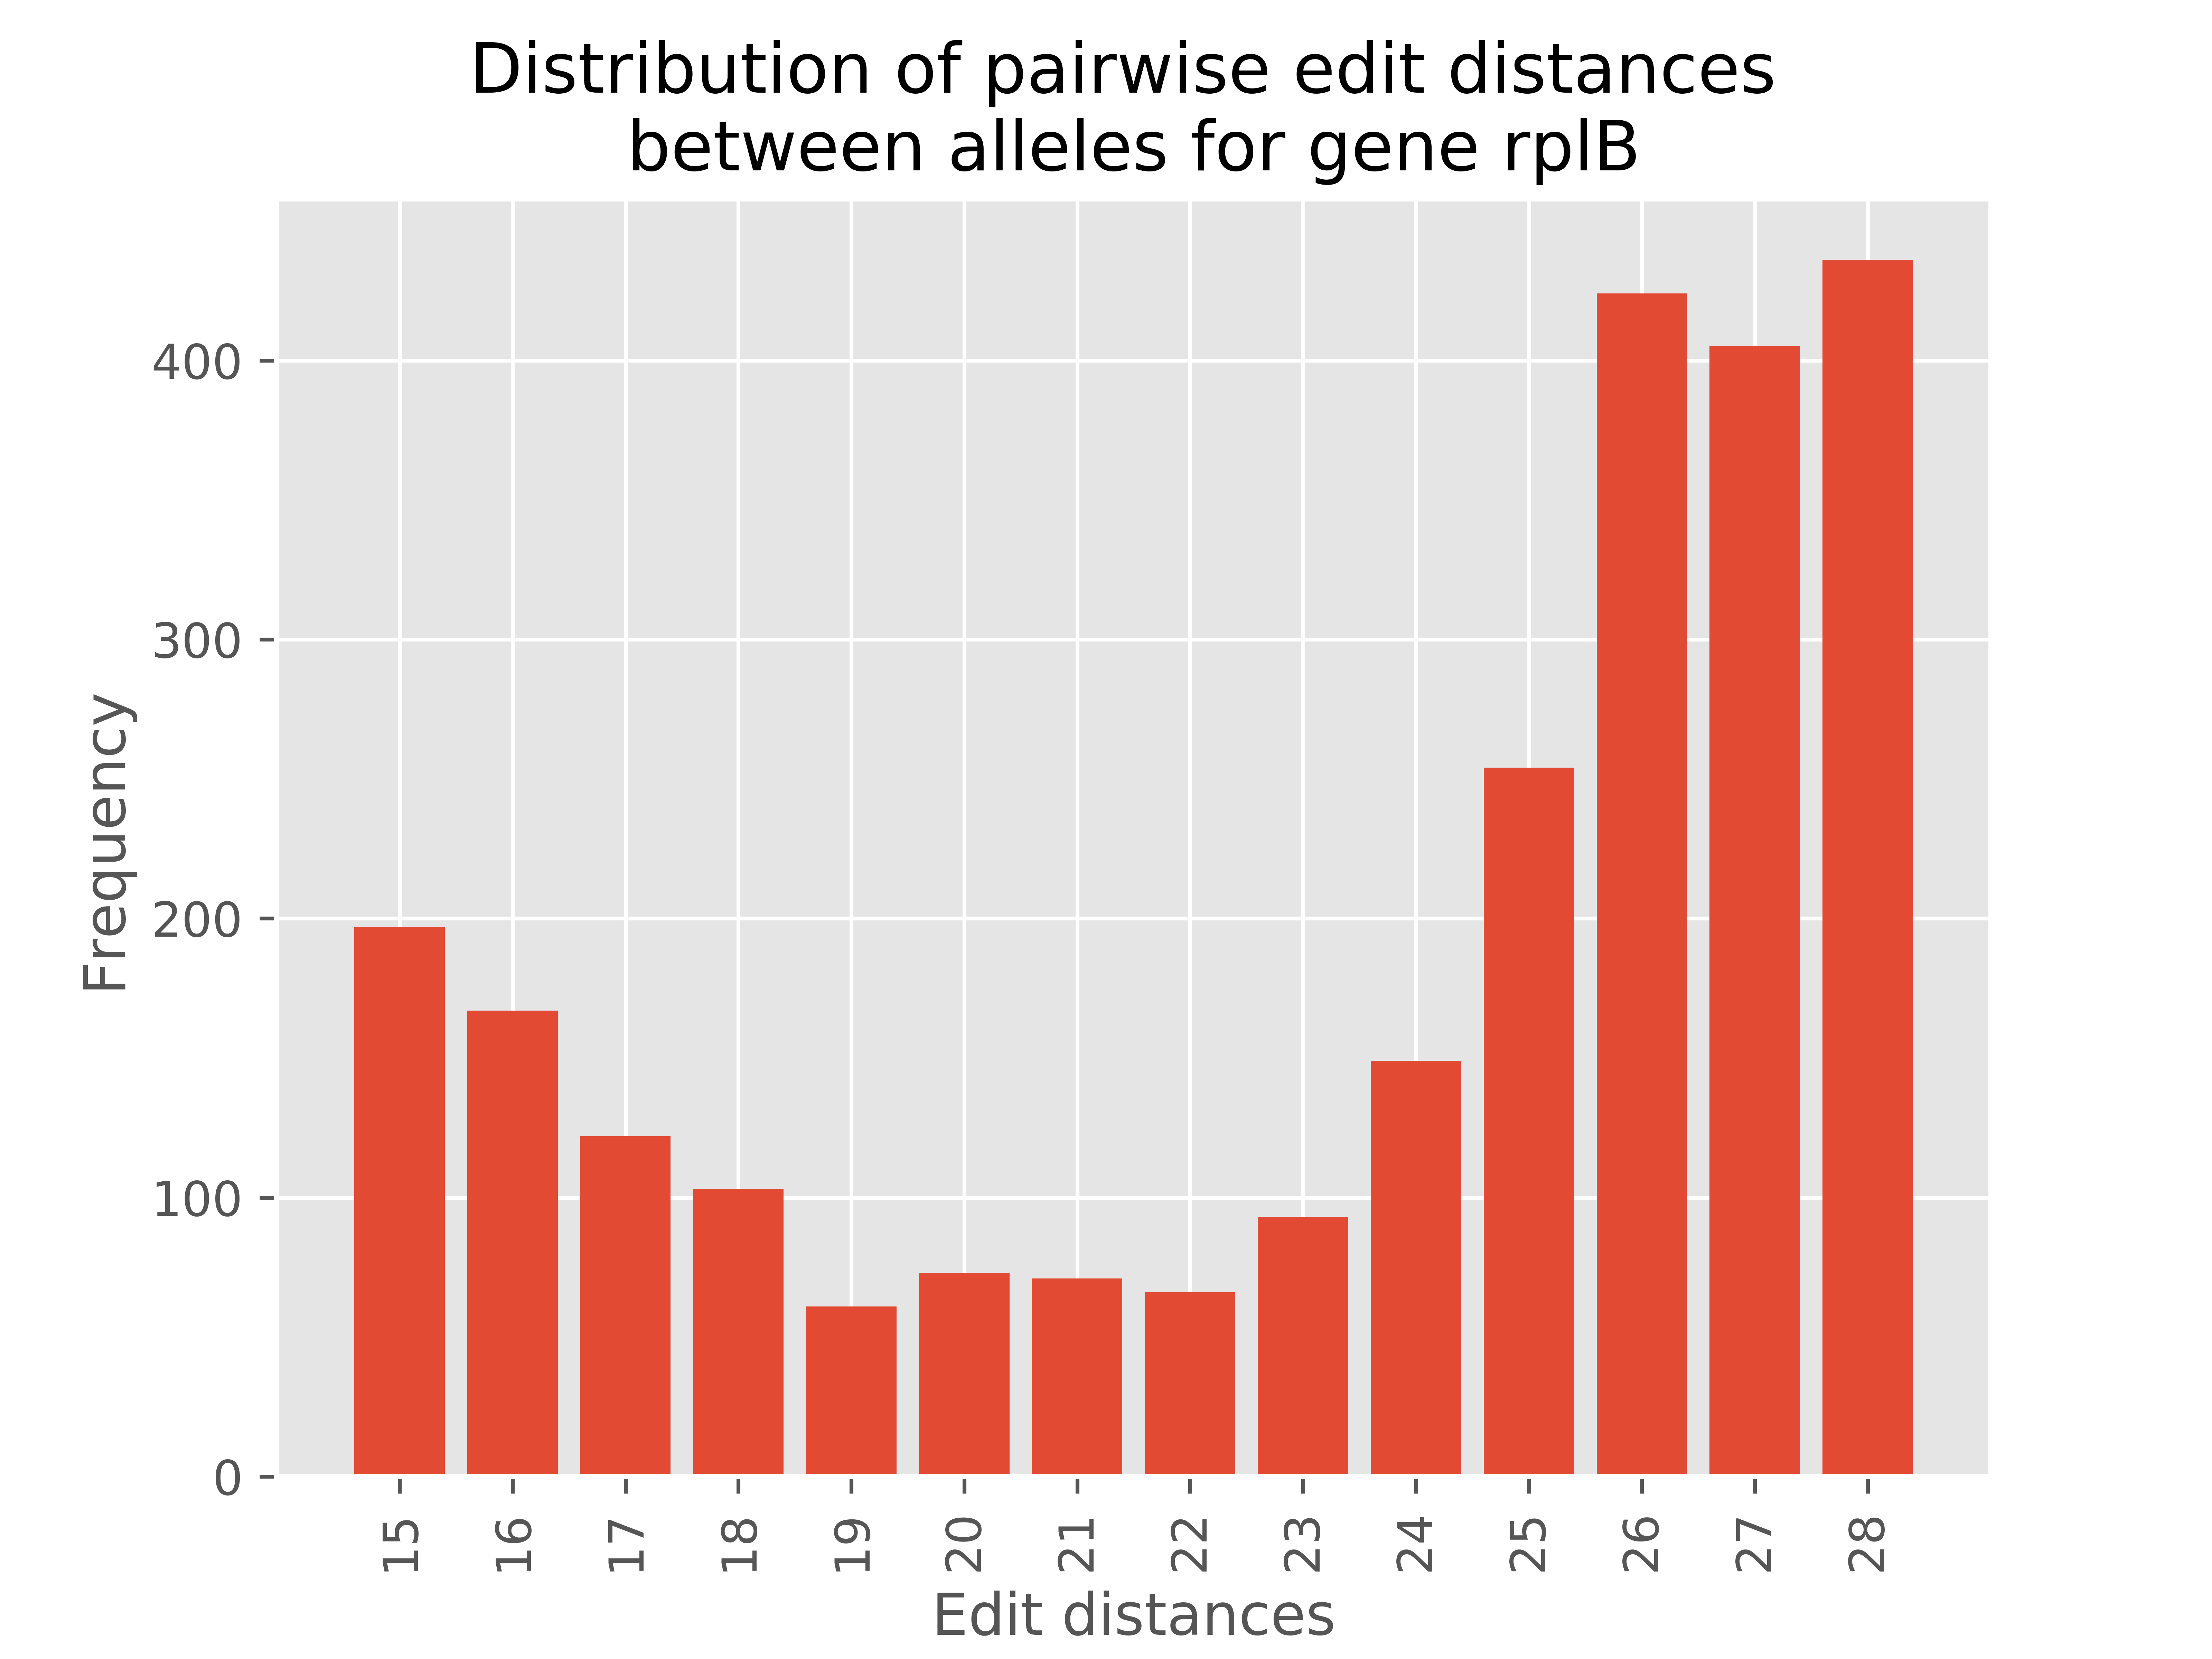 Distribution of pairwise edit distances
between alleles for gene rplB
Frequency
400
300
200
100
0
15 16 17 18 19 20 21 22 23 24 25 26 27 28
Edit distances